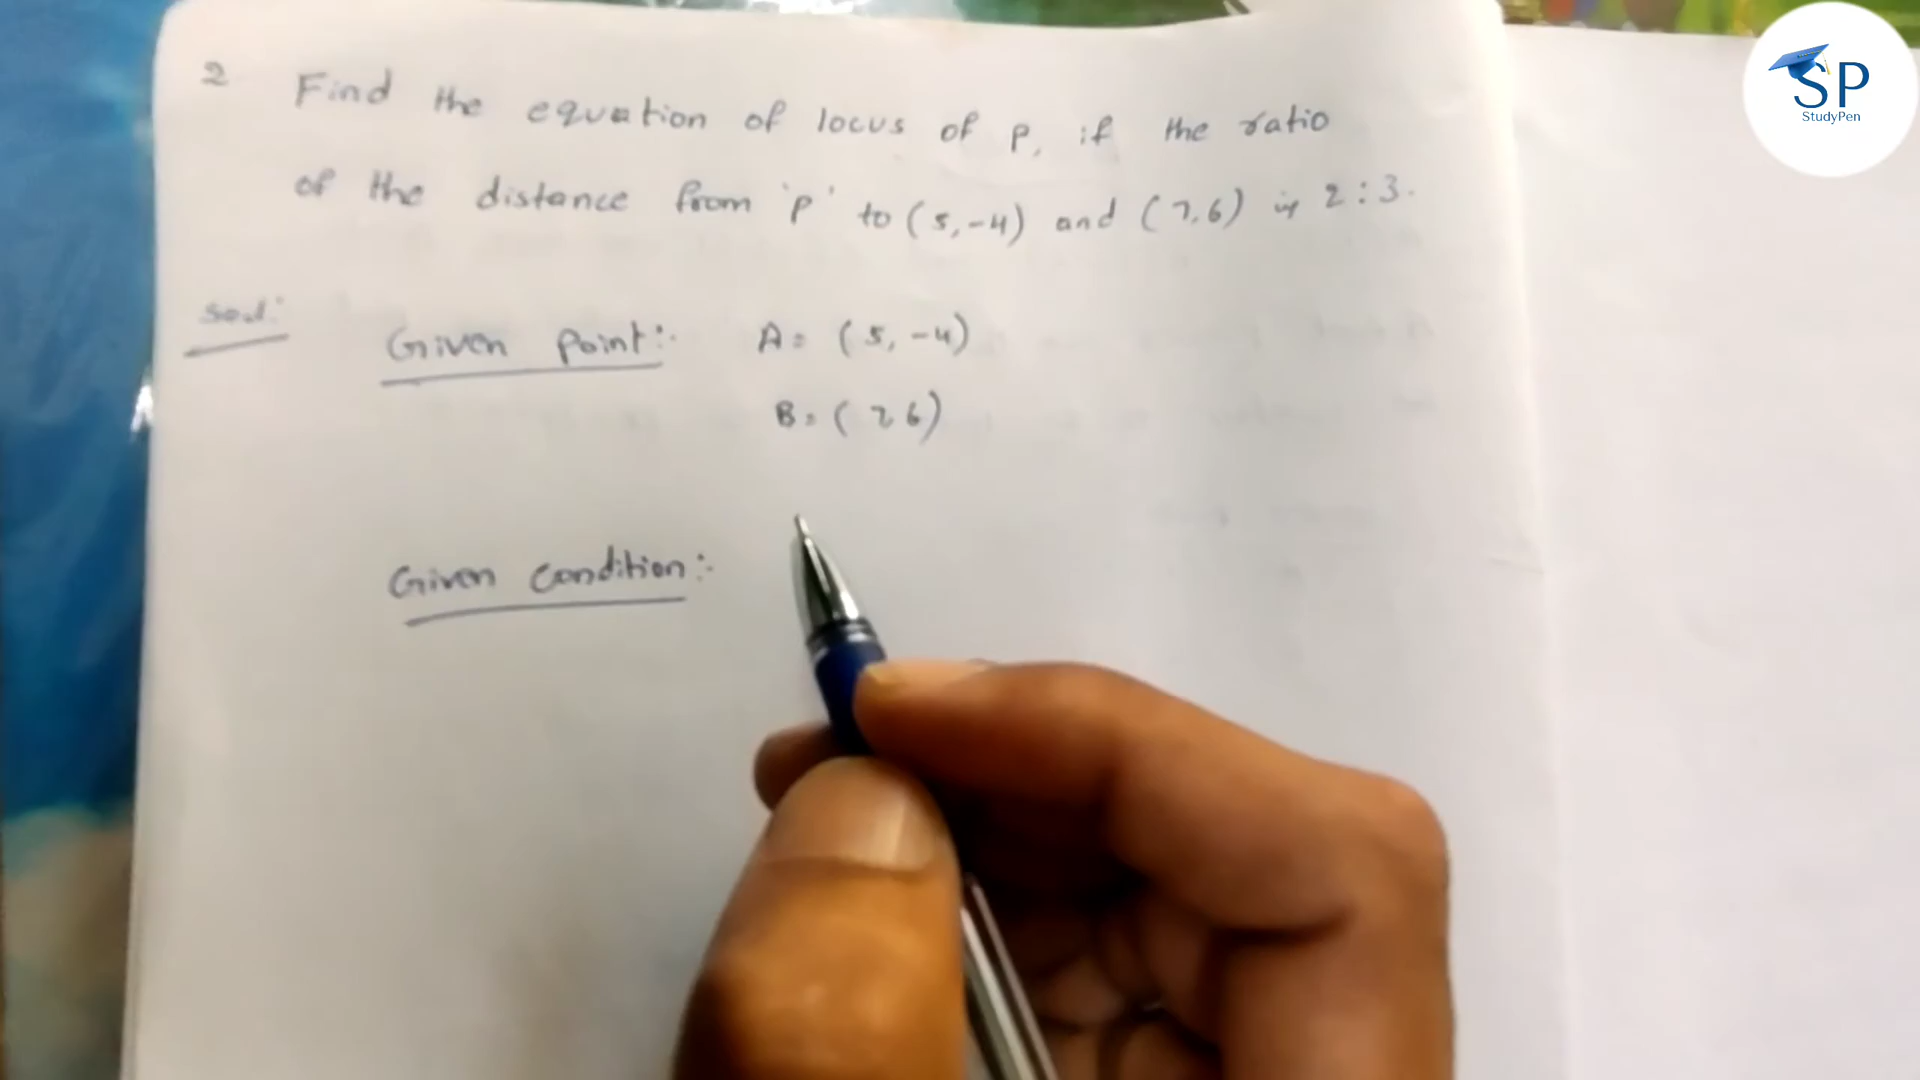 2 Find the equation of locus of P, if the ratio
of the distance from 'P' to (5,-4) and (7,6) is 2:3.
Sol:
Given Point:- A = (5, -4)
B = (7 6)
Given Condition:-
SP
StudyPen